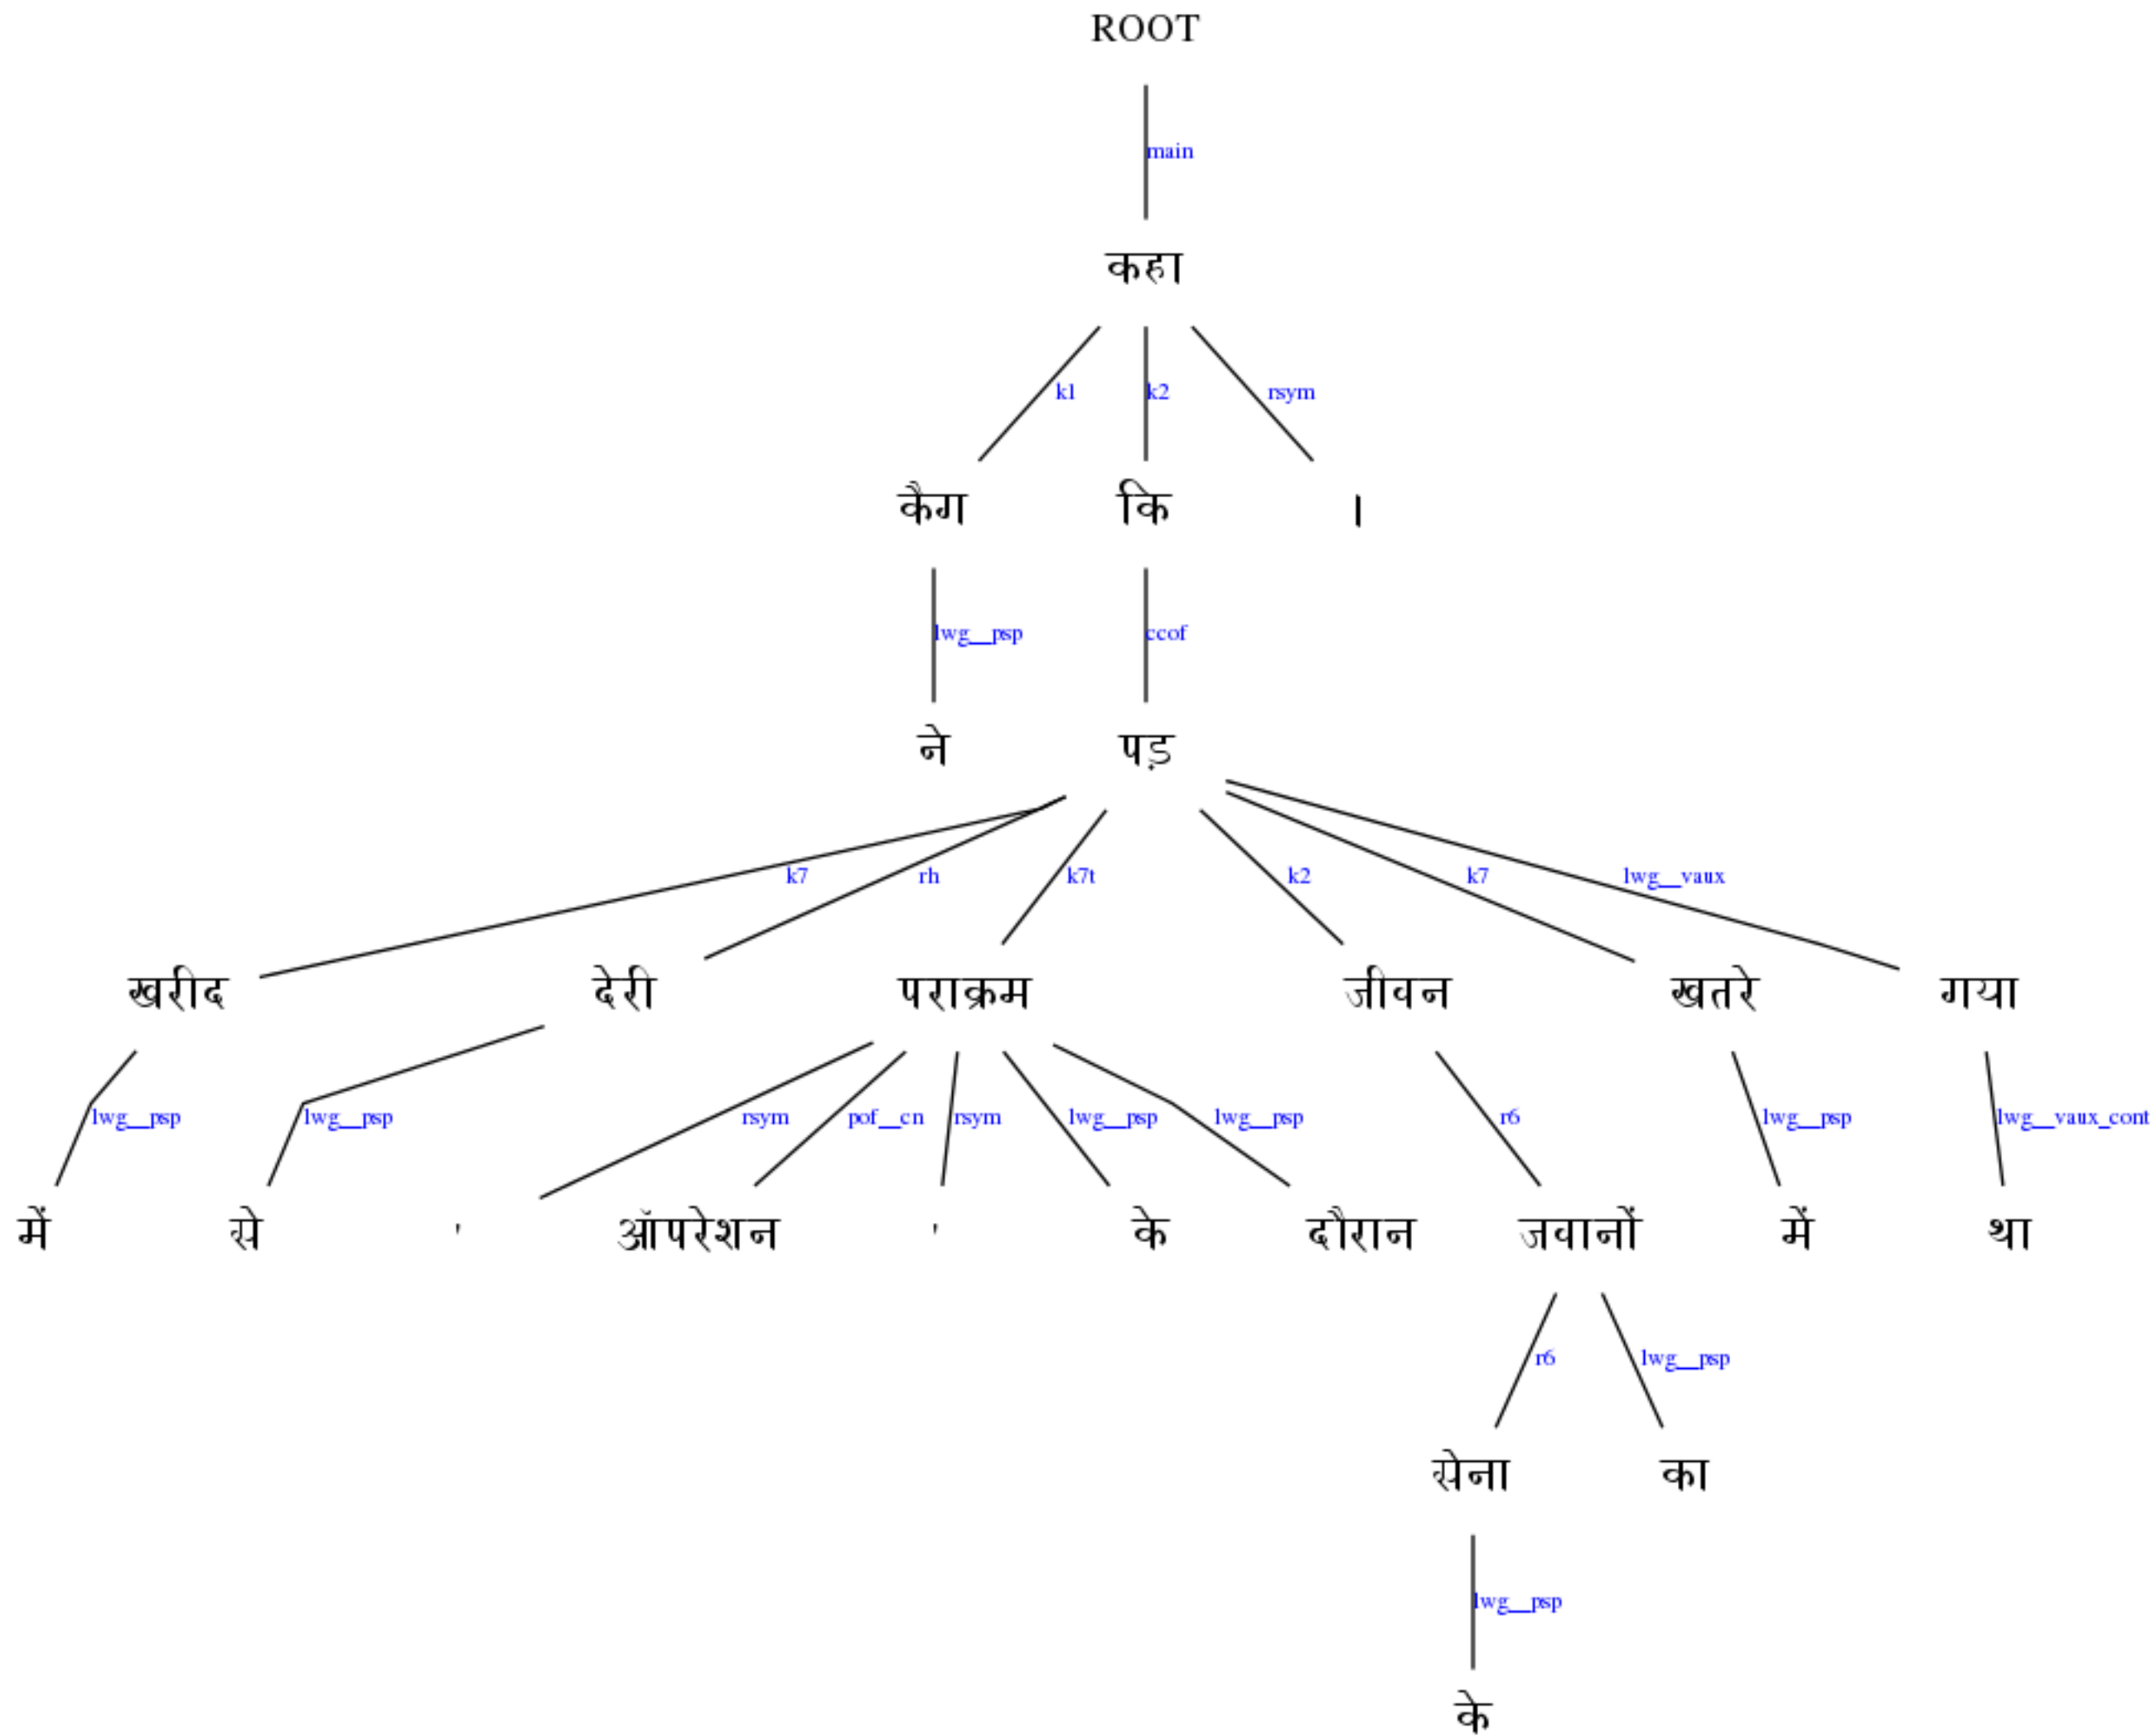 ROOT
main
कहा
k1 k2 rsym
कैग कि ।
lwg__psp ccof
ने पड़
k7 rh k7t k2 k7 lwg__vaux
खरीद देरी पराक्रम जीवन खतरे गया
lwg__psp lwg__psp rsym pof__cn rsym lwg__psp lwg__psp r6 lwg__psp lwg__vaux_cont
में से ' ऑपरेशन ' के दौरान जवानों में था
r6 lwg__psp
सेना का
lwg__psp
के